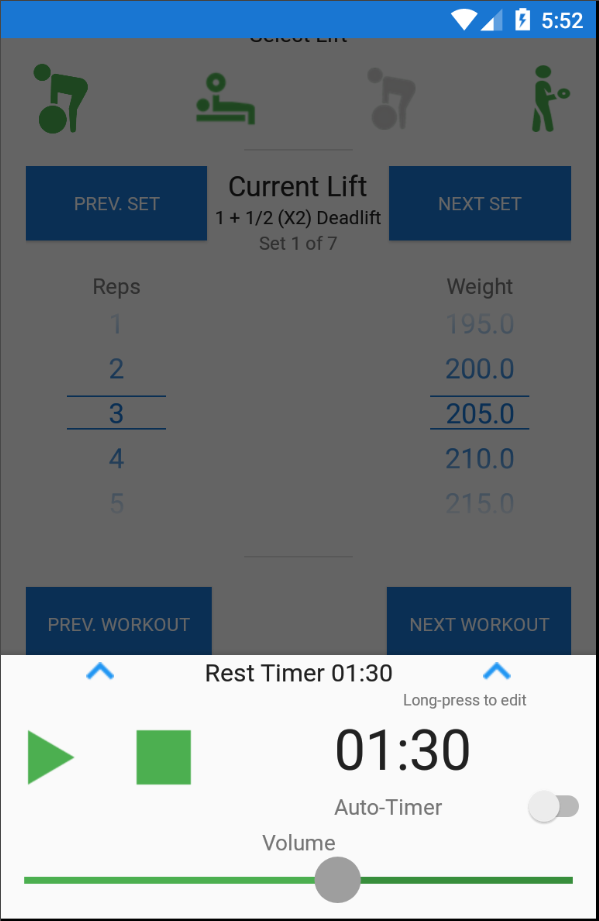 5:52
Select Lift
PREV. SET
Current Lift
NEXT SET
1 + 1/2 (X2) Deadlift
Set 1 of 7
Reps
Weight
1
195.0
2
200.0
3
205.0
4
210.0
5
215.0
PREV. WORKOUT
NEXT WORKOUT
Rest Timer 01:30
Long-press to edit
01:30
Auto-Timer
Volume